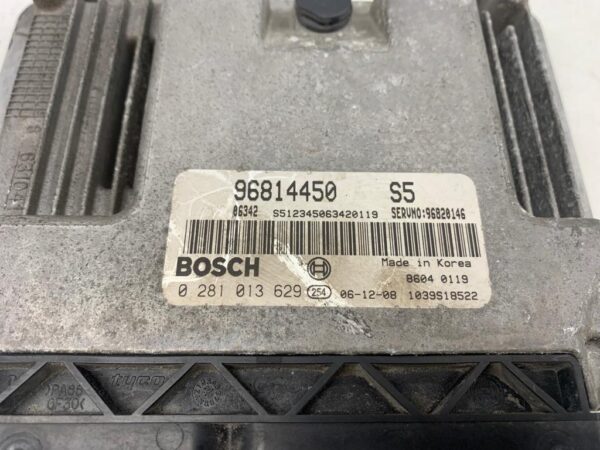 96814450 S5
06342 S512345063420119 SERVNO:96820146
BOSCH Made in Korea
8604 0119
0 281 013 629 254 06-12-08 1039S18522
tyco